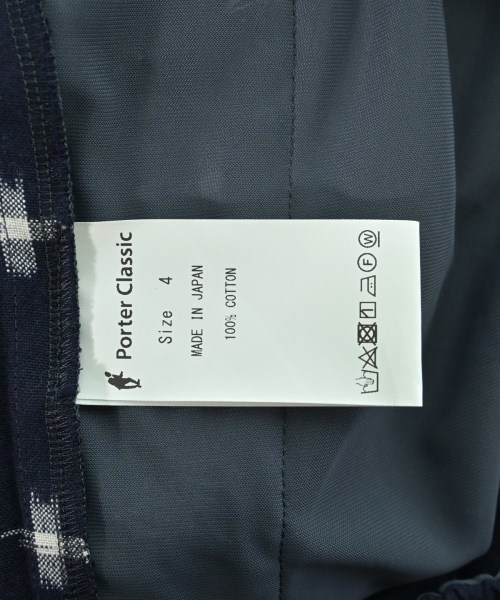 Porter Classic
Size 4
MADE IN JAPAN
100% COTTON
F
W